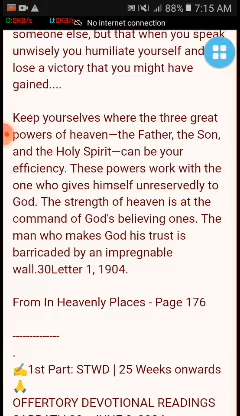 88% 7:15 AM
0:0KB/s U:0KB/s No internet connection
someone else, but that when you speak
unwisely you humiliate yourself and
lose a victory that you might have
gained....
Keep yourselves where the three great
powers of heaven—the Father, the Son,
and the Holy Spirit—can be your
efficiency. These powers work with the
one who gives himself unreservedly to
God. The strength of heaven is at the
command of God's believing ones. The
man who makes God his trust is
barricaded by an impregnable
wall.30Letter 1, 1904.
From In Heavenly Places - Page 176
--------------
.
✍️1st Part: STWD | 25 Weeks onwards
🙏
OFFERTORY DEVOTIONAL READINGS